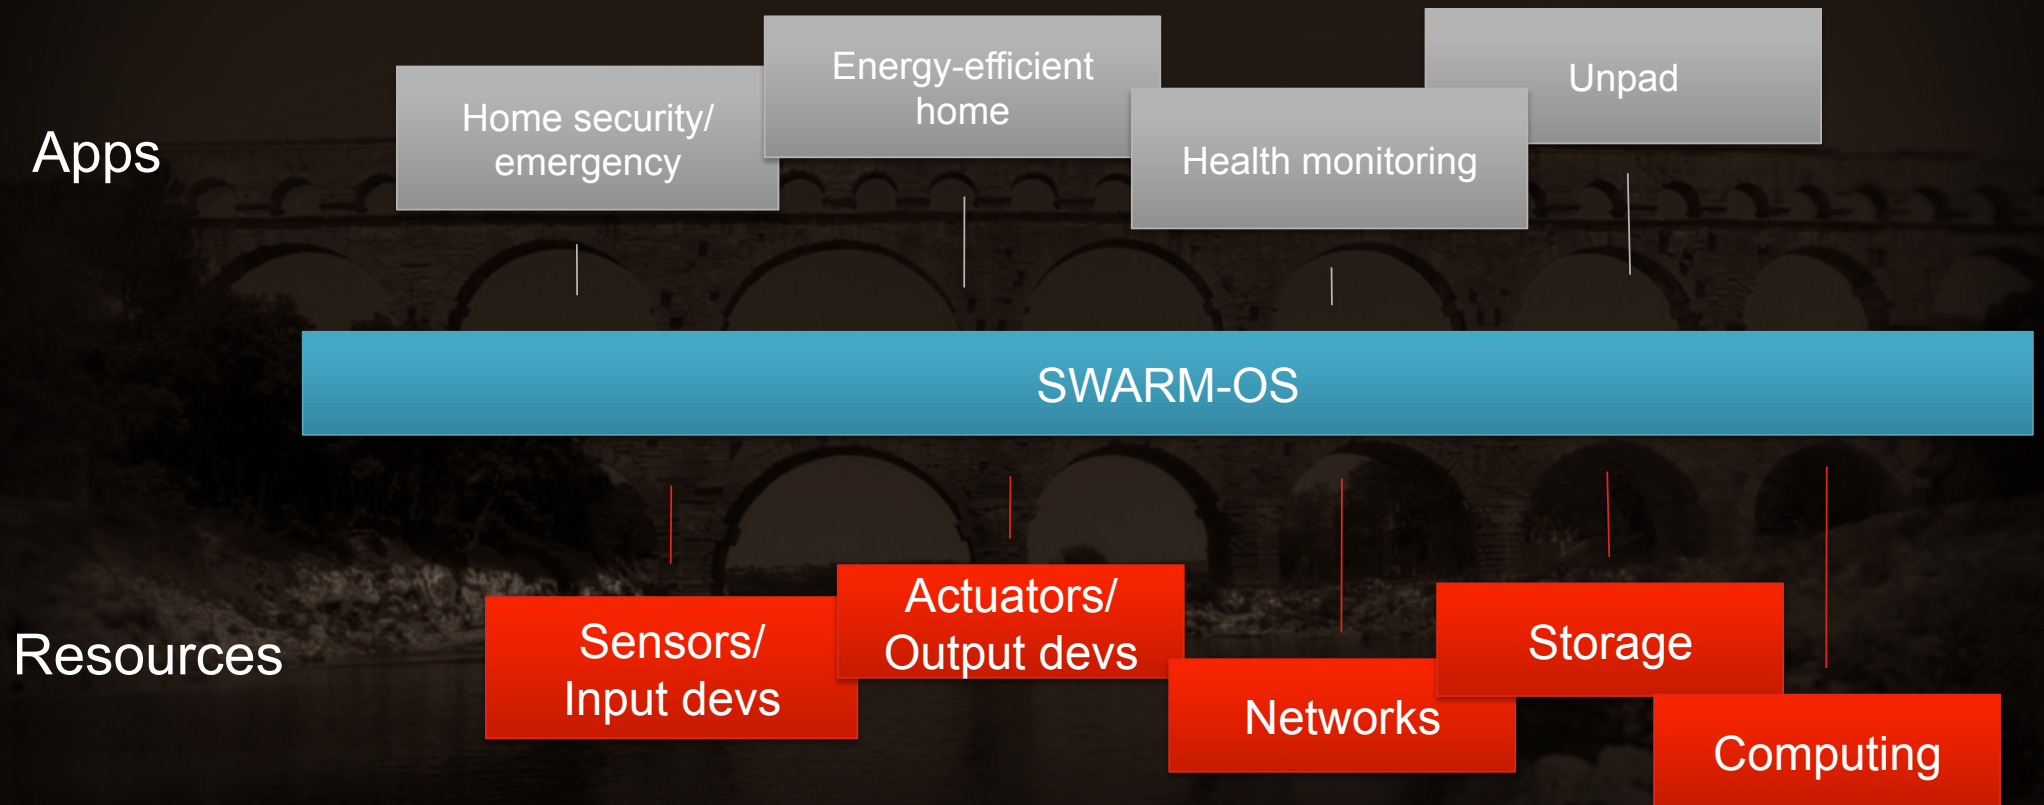 Apps
Home security/
emergency
Energy-efficient
home
Health monitoring
Unpad
SWARM-OS
Resources
Sensors/
Input devs
Actuators/
Output devs
Networks
Storage
Computing